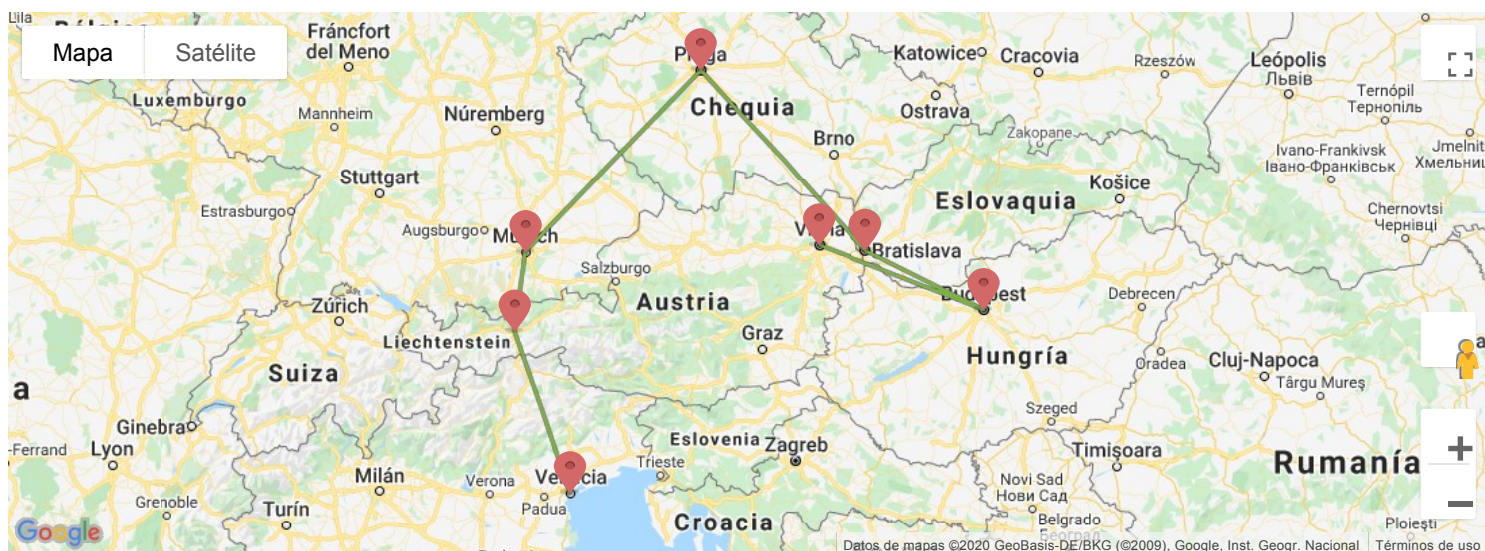 Lila
Mapa
Satélite
Fráncfort
del Meno
Luxemburgo
Mannheim
Núremberg
Chequia
Brno
Katowice
Cracovia
Ostrava
Zakopane
Rzeszów
Leópolis
Львів
Ternópil
Тернопіль
Ivano-Frankivsk
Івано-Франківськ
Jmelnit
Хмельниц
Stuttgart
Estrasburgo
Augsburgo
Eslovaquia
Košice
Chernovtsi
Чернівці
Bratislava
Salzburgo
Austria
Zúrich
Liechtenstein
Suiza
Graz
Hungría
Debrecen
Oradea
Cluj-Napoca
Târgu Mureș
a
Ginebra
-Ferrand
Lyon
Milán
Verona
Padua
Trieste
Eslovenia
Zagreb
Szeged
Timișoara
Rumanía
Grenoble
Turín
Croacia
Novi Sad
Нови Сад
Belgrado
Београд
Ploiești
Google
Datos de mapas ©2020 GeoBasis-DE/BKG (©2009), Google, Inst. Geogr. Nacional
Términos de uso